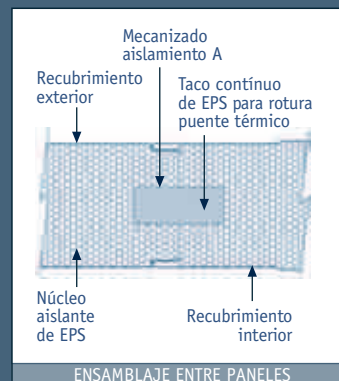 Mecanizado
aislamiento A
Recubrimiento
exterior
Taco contínuo
de EPS para rotura
puente térmico
Núcleo
aislante
de EPS
Recubrimiento
interior
ENSAMBLAJE ENTRE PANELES